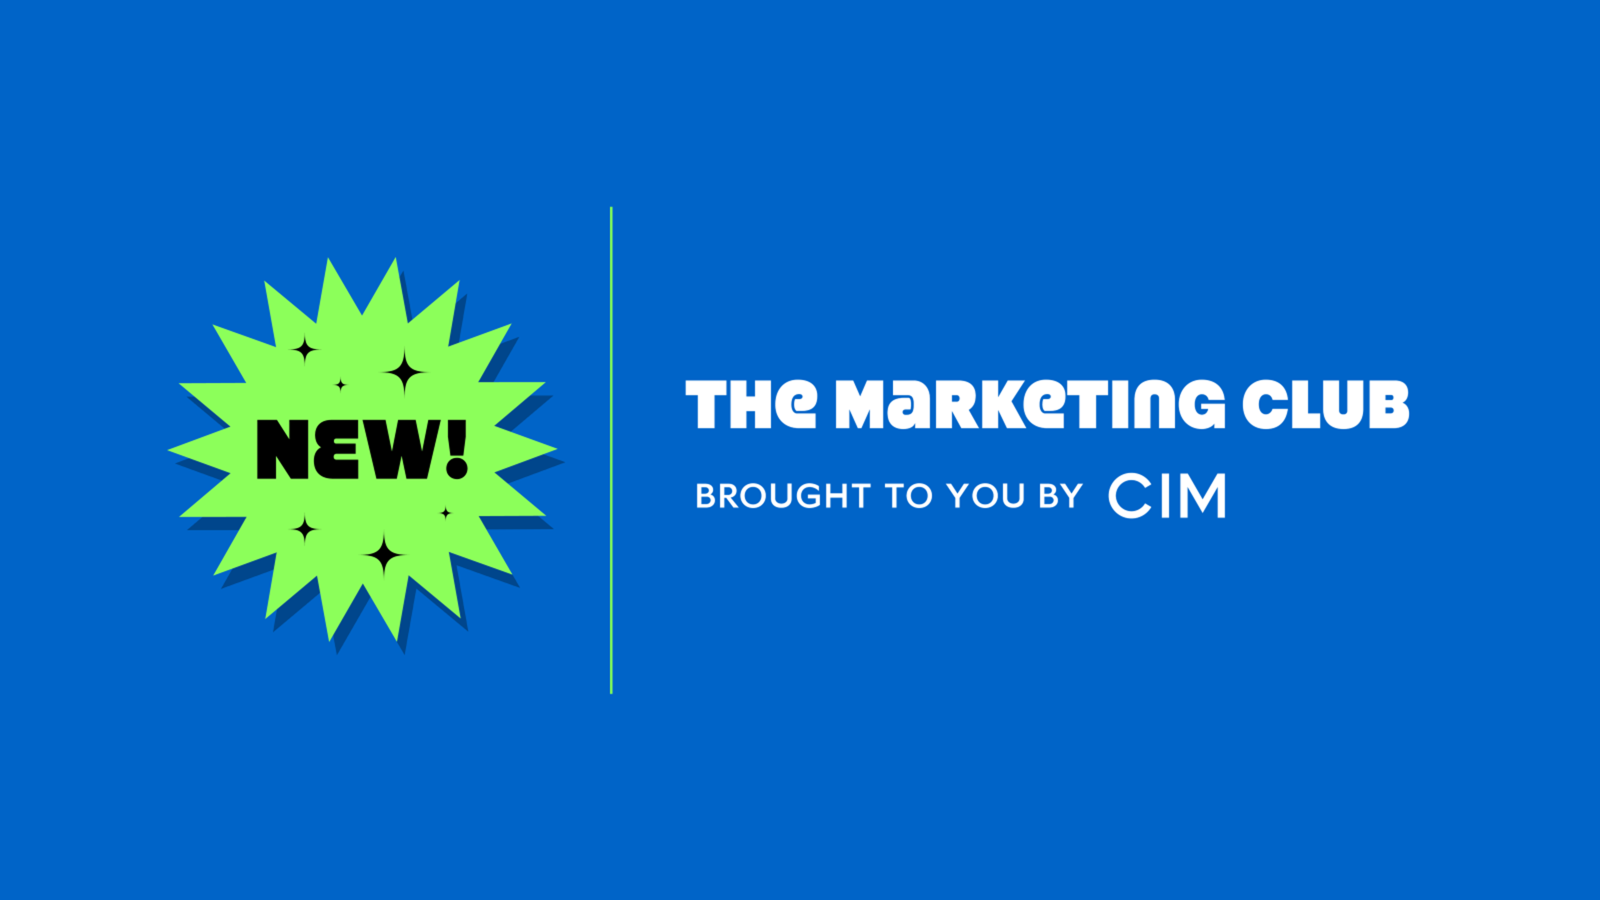 NEW!
THE MARKETING CLUB
BROUGHT TO YOU BY CIM